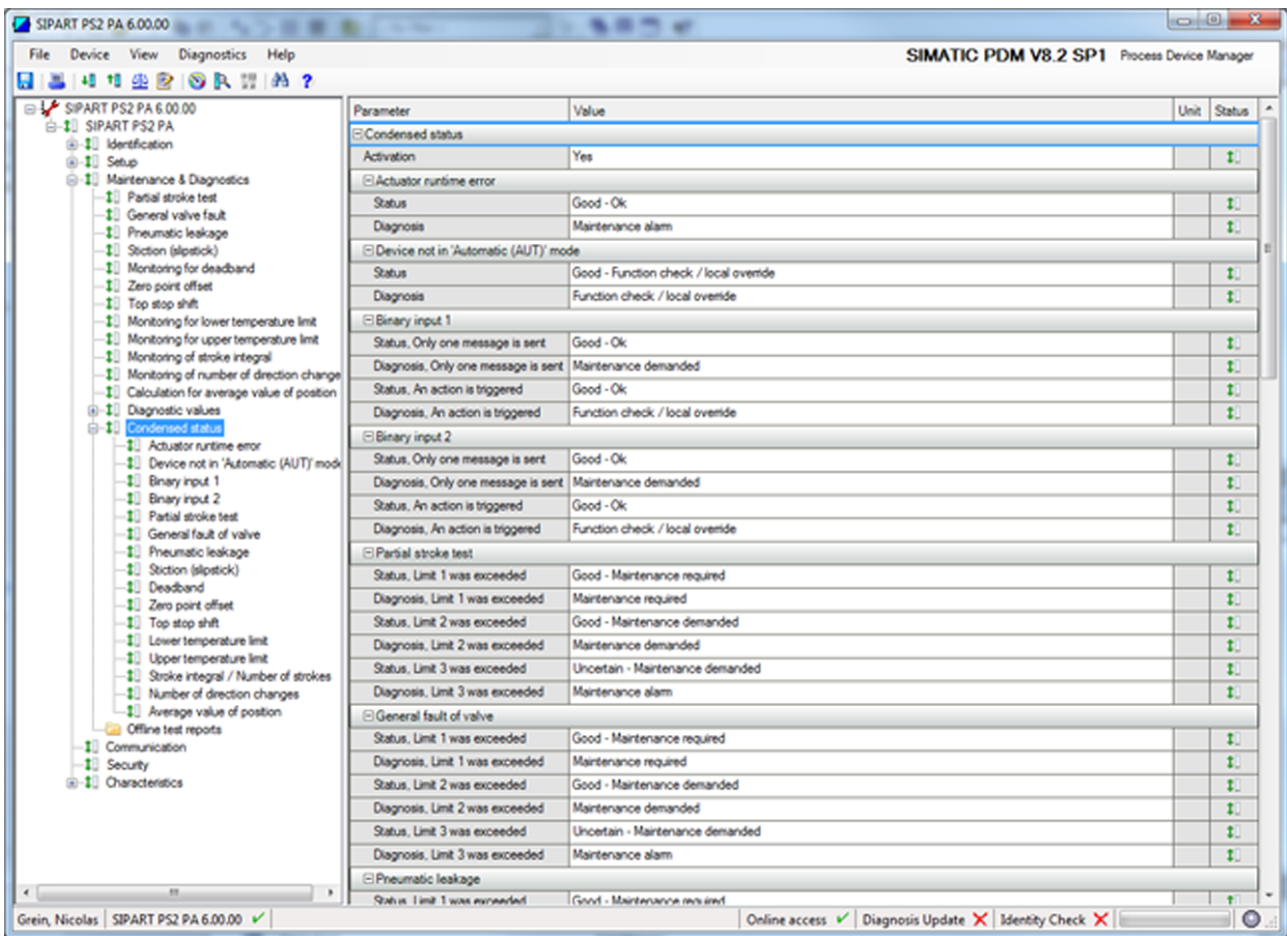 SIPART PS2 PA 6.00.00
File Device View Diagnostics Help
SIMATIC PDM V8.2 SP1 Process Device Manager
SIPART PS2 PA 6.00.00
SIPART PS2 PA
Identification
Setup
Maintenance & Diagnostics
Partial stroke test
General valve fault
Pneumatic leakage
Stiction (slipstick)
Monitoring for deadband
Zero point offset
Top stop shift
Monitoring for lower temperature limit
Monitoring for upper temperature limit
Monitoring of stroke integral
Monitoring of number of direction change
Calculation for average value of position
Diagnostic values
Condensed status
Actuator runtime error
Device not in 'Automatic (AUT)' mode
Binary input 1
Binary input 2
Partial stroke test
General fault of valve
Pneumatic leakage
Stiction (slipstick)
Deadband
Zero point offset
Top stop shift
Lower temperature limit
Upper temperature limit
Stroke integral / Number of strokes
Number of direction changes
Average value of position
Offline test reports
Communication
Security
Characteristics
Parameter Value Unit Status
Condensed status
Activation Yes
Actuator runtime error
Status Good - Ok
Diagnosis Maintenance alarm
Device not in 'Automatic (AUT)' mode
Status Good - Function check / local override
Diagnosis Function check / local override
Binary input 1
Status, Only one message is sent Good - Ok
Diagnosis, Only one message is sent Maintenance demanded
Status, An action is triggered Good - Ok
Diagnosis, An action is triggered Function check / local override
Binary input 2
Status, Only one message is sent Good - Ok
Diagnosis, Only one message is sent Maintenance demanded
Status, An action is triggered Good - Ok
Diagnosis, An action is triggered Function check / local override
Partial stroke test
Status, Limit 1 was exceeded Good - Maintenance required
Diagnosis, Limit 1 was exceeded Maintenance required
Status, Limit 2 was exceeded Good - Maintenance demanded
Diagnosis, Limit 2 was exceeded Maintenance demanded
Status, Limit 3 was exceeded Uncertain - Maintenance demanded
Diagnosis, Limit 3 was exceeded Maintenance alarm
General fault of valve
Status, Limit 1 was exceeded Good - Maintenance required
Diagnosis, Limit 1 was exceeded Maintenance required
Status, Limit 2 was exceeded Good - Maintenance demanded
Diagnosis, Limit 2 was exceeded Maintenance demanded
Status, Limit 3 was exceeded Uncertain - Maintenance demanded
Diagnosis, Limit 3 was exceeded Maintenance alarm
Pneumatic leakage
Status, Limit 1 was exceeded Good - Maintenance required
Grein, Nicolas SIPART PS2 PA 6.00.00 Online access Diagnosis Update Identity Check